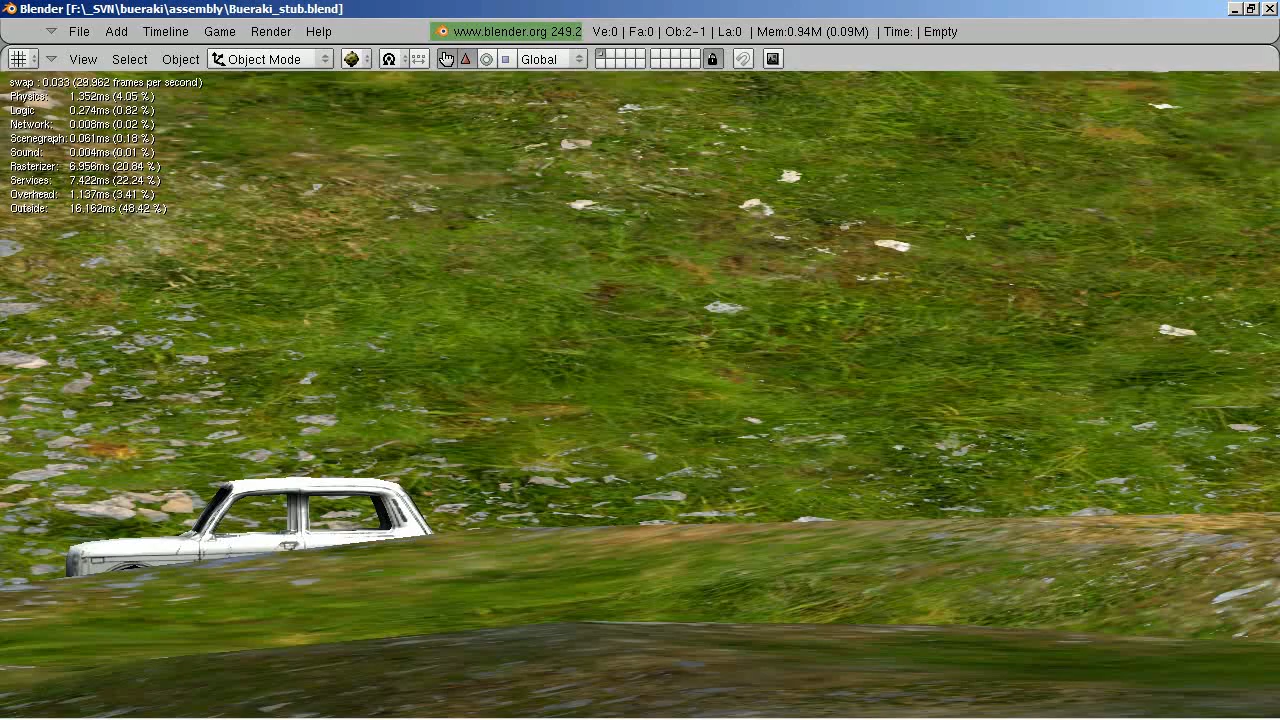 Blender [F:\_SVN\bueraki\assembly\Bueraki_stub.blend]
File Add Timeline Game Render Help www.blender.org 249.2 Ve:0 | Fa:0 | Ob:2-1 | La:0 | Mem:0.94M (0.09M) | Time: | Empty
View Select Object Object Mode Global
swap : 0.033 (29.962 frames per second)
Physics: 1.352ms (4.05 %)
Logic 0.274ms (0.82 %)
Network: 0.008ms (0.02 %)
Scenegraph: 0.061ms (0.18 %)
Sound: 0.004ms (0.01 %)
Rasterizer: 6.956ms (20.84 %)
Services: 7.422ms (22.24 %)
Overhead: 1.137ms (3.41 %)
Outside: 16.162ms (48.42 %)